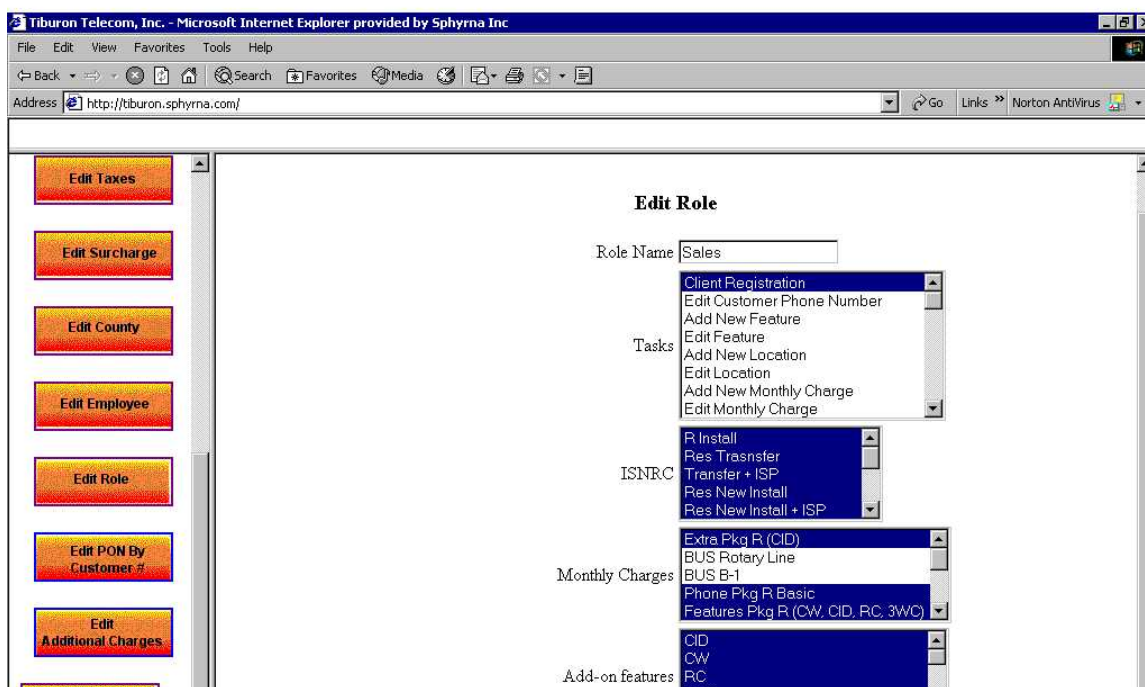 Tiburon Telecom, Inc. - Microsoft Internet Explorer provided by Sphyrna Inc
File Edit View Favorites Tools Help
Back Search Favorites Media
Address http://tiburon.sphyrna.com/ Go Links » Norton AntiVirus
Edit Taxes
Edit Surcharge
Edit County
Edit Employee
Edit Role
Edit PON By
Customer #
Edit
Additional Charges
Edit Role
Role Name Sales
Tasks
Client Registration
Edit Customer Phone Number
Add New Feature
Edit Feature
Add New Location
Edit Location
Add New Monthly Charge
Edit Monthly Charge
ISNRC
R Install
Res Trasnsfer
Transfer + ISP
Res New Install
Res New Install + ISP
Monthly Charges
Extra Pkg R (CID)
BUS Rotary Line
BUS B-1
Phone Pkg R Basic
Features Pkg R (CW, CID, RC, 3WC)
Add-on features
CID
CW
RC